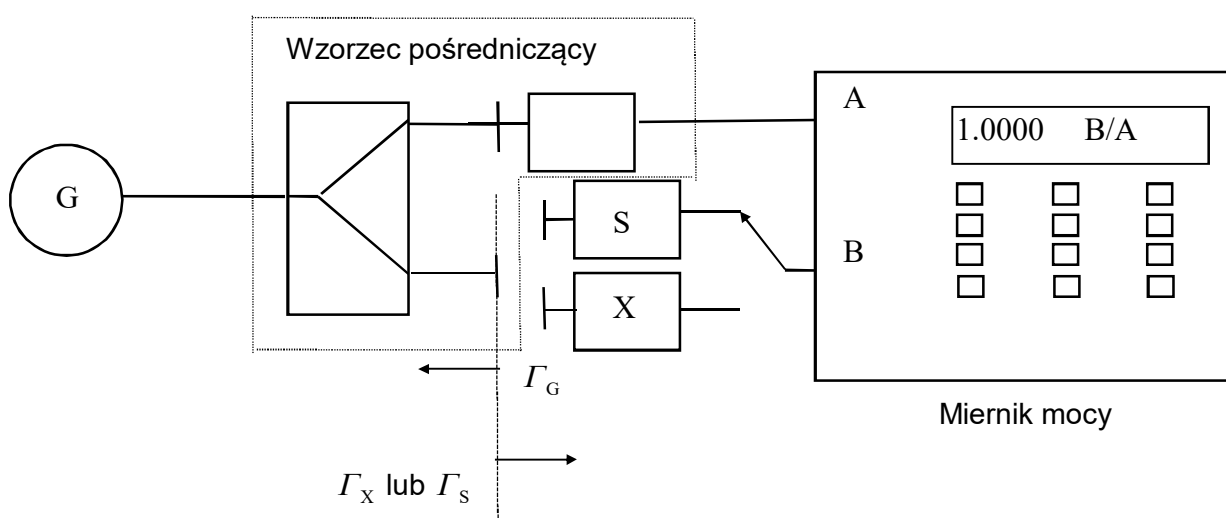 Wzorzec pośredniczący
A
1.0000 B/A
G
S
B
X
Γ_G
Miernik mocy
Γ_X lub Γ_S